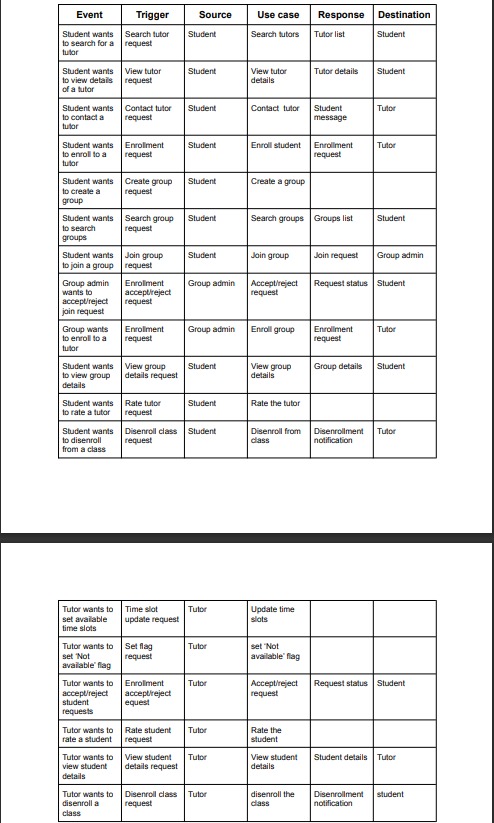 Event Trigger Source Use case Response Destination
Student wants Search tutor Student Search tutors Tutor list Student
to search for a request
tutor
Student wants View tutor Student View tutor Tutor details Student
to view details request details
of a tutor
Student wants Contact tutor Student Contact tutor Student Tutor
to contact a request message
tutor
Student wants Enrollment Student Enroll student Enrollment Tutor
to enroll to a request request
tutor
Student wants Create group Student Create a group
to create a request
group
Student wants Search group Student Search groups Groups list Student
to search request
groups
Student wants Join group Student Join group Join request Group admin
to join a group request
Group admin Enrollment Group admin Accept/reject Request status Student
wants to accept/reject request
accept/reject request
join request
Group wants Enrollment Group admin Enroll group Enrollment Tutor
to enroll to a request request
tutor
Student wants View group Student View group Group details Student
to view group details request details
details
Student wants Rate tutor Student Rate the tutor
to rate a tutor request
Student wants Disenroll class Student Disenroll from Disenrollment Tutor
to disenroll request class notification
from a class
Tutor wants to Time slot Tutor Update time
set available update request slots
time slots
Tutor wants to Set flag Tutor set 'Not
set 'Not request available' flag
available' flag
Tutor wants to Enrollment Tutor Accept/reject Request status Student
accept/reject accept/reject request
student equest
requests
Tutor wants to Rate student Tutor Rate the
rate a student request student
Tutor wants to View student Tutor View student Student details Tutor
view student details request details
details
Tutor wants to Disenroll class Tutor disenroll the Disenrollment student
disenroll a request class notification
class